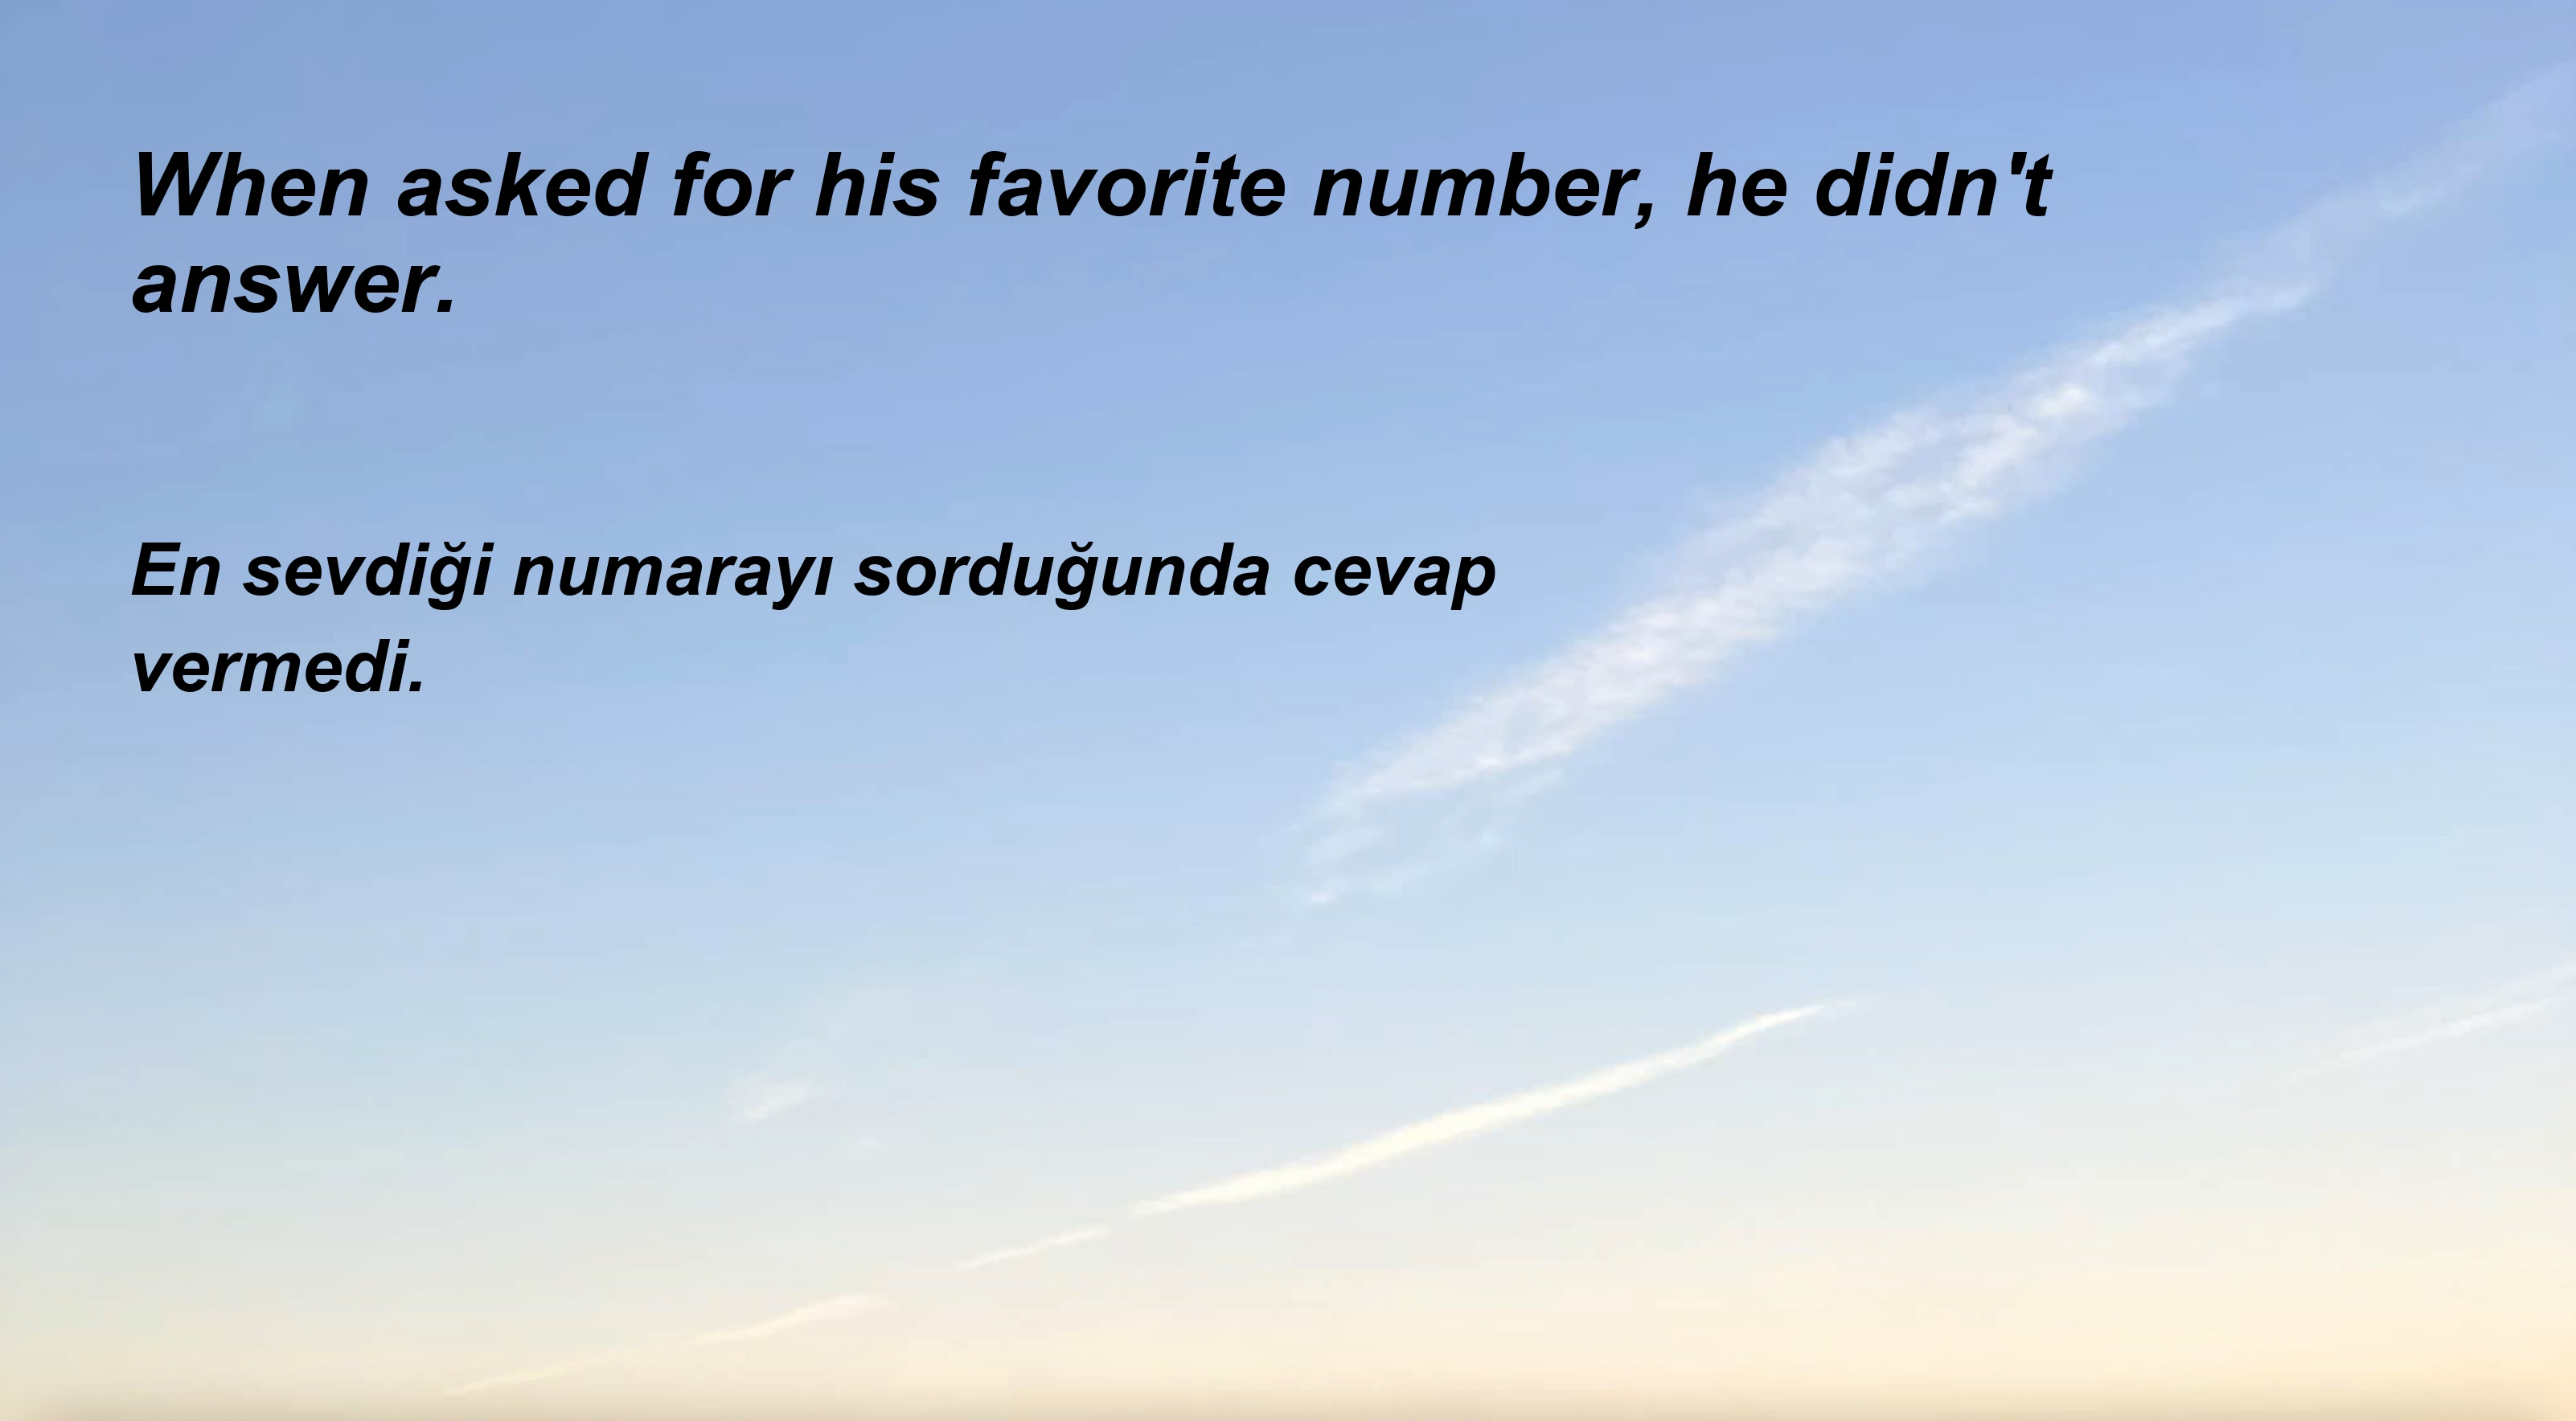 When asked for his favorite number, he didn't
answer.
En sevdiği numarayı sorduğunda cevap
vermedi.